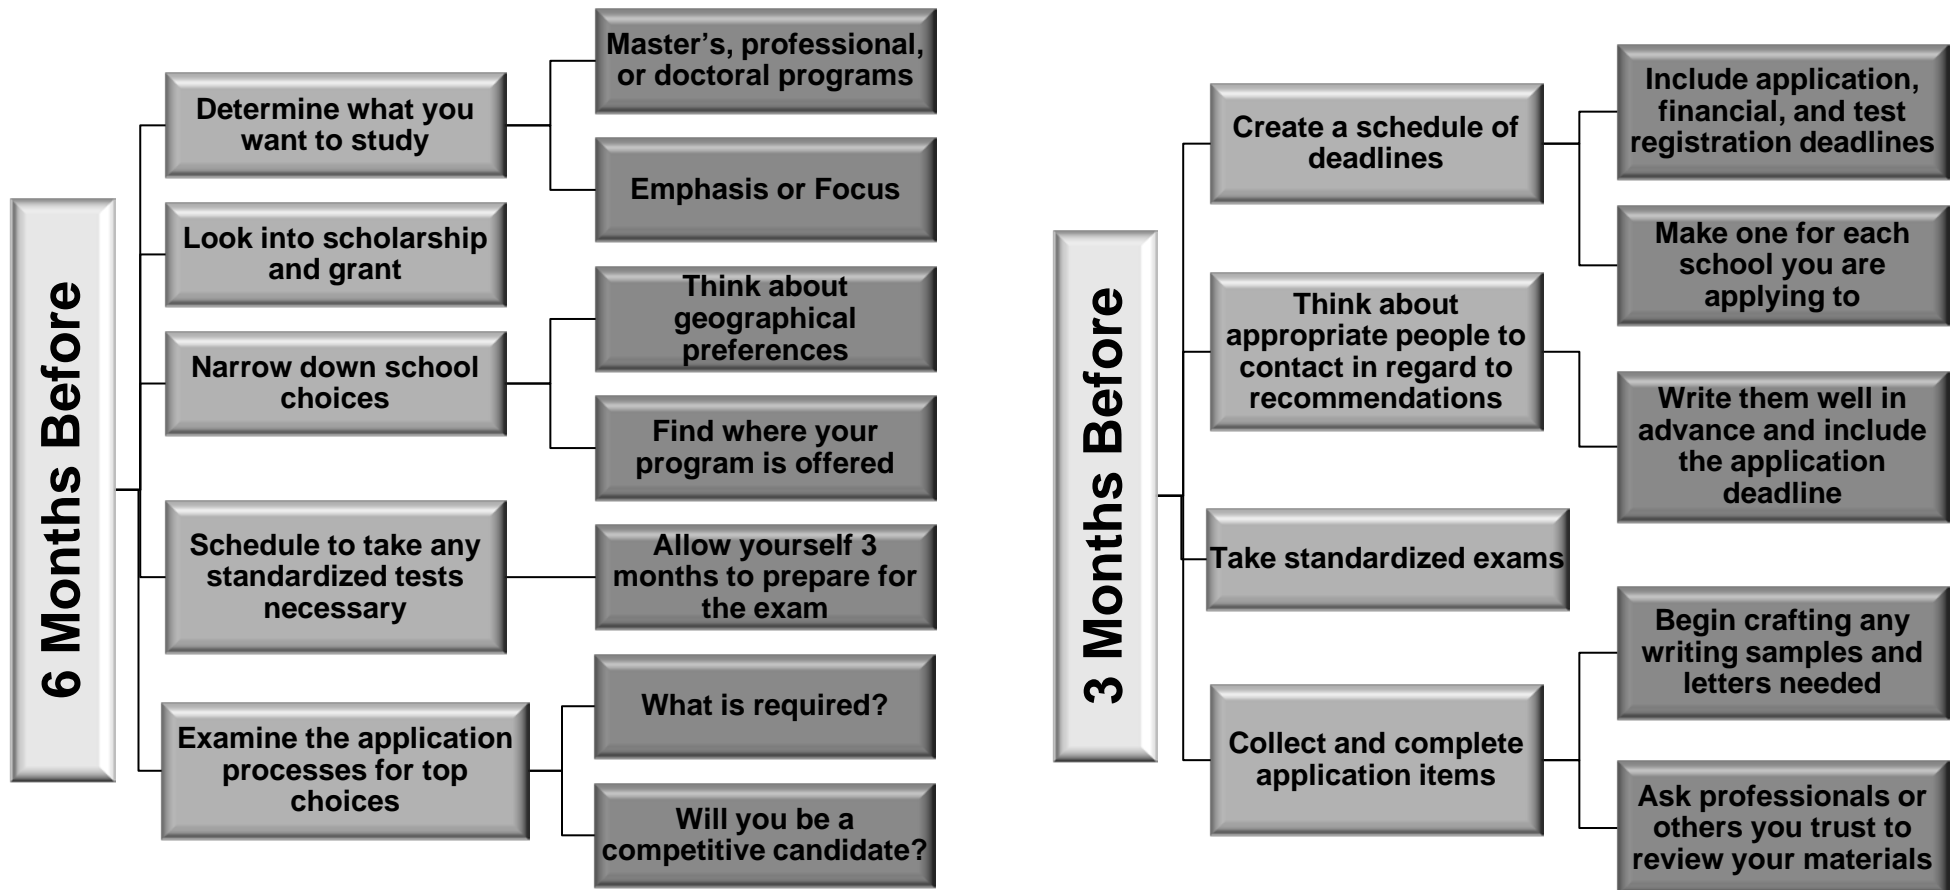 6 Months Before
Determine what you
want to study
Master’s, professional,
or doctoral programs
Emphasis or Focus
Look into scholarship
and grant
Narrow down school
choices
Think about
geographical
preferences
Find where your
program is offered
Schedule to take any
standardized tests
necessary
Allow yourself 3
months to prepare for
the exam
Examine the application
processes for top
choices
What is required?
Will you be a
competitive candidate?
3 Months Before
Create a schedule of
deadlines
Include application,
financial, and test
registration deadlines
Make one for each
school you are
applying to
Think about
appropriate people to
contact in regard to
recommendations
Write them well in
advance and include
the application
deadline
Take standardized exams
Collect and complete
application items
Begin crafting any
writing samples and
letters needed
Ask professionals or
others you trust to
review your materials